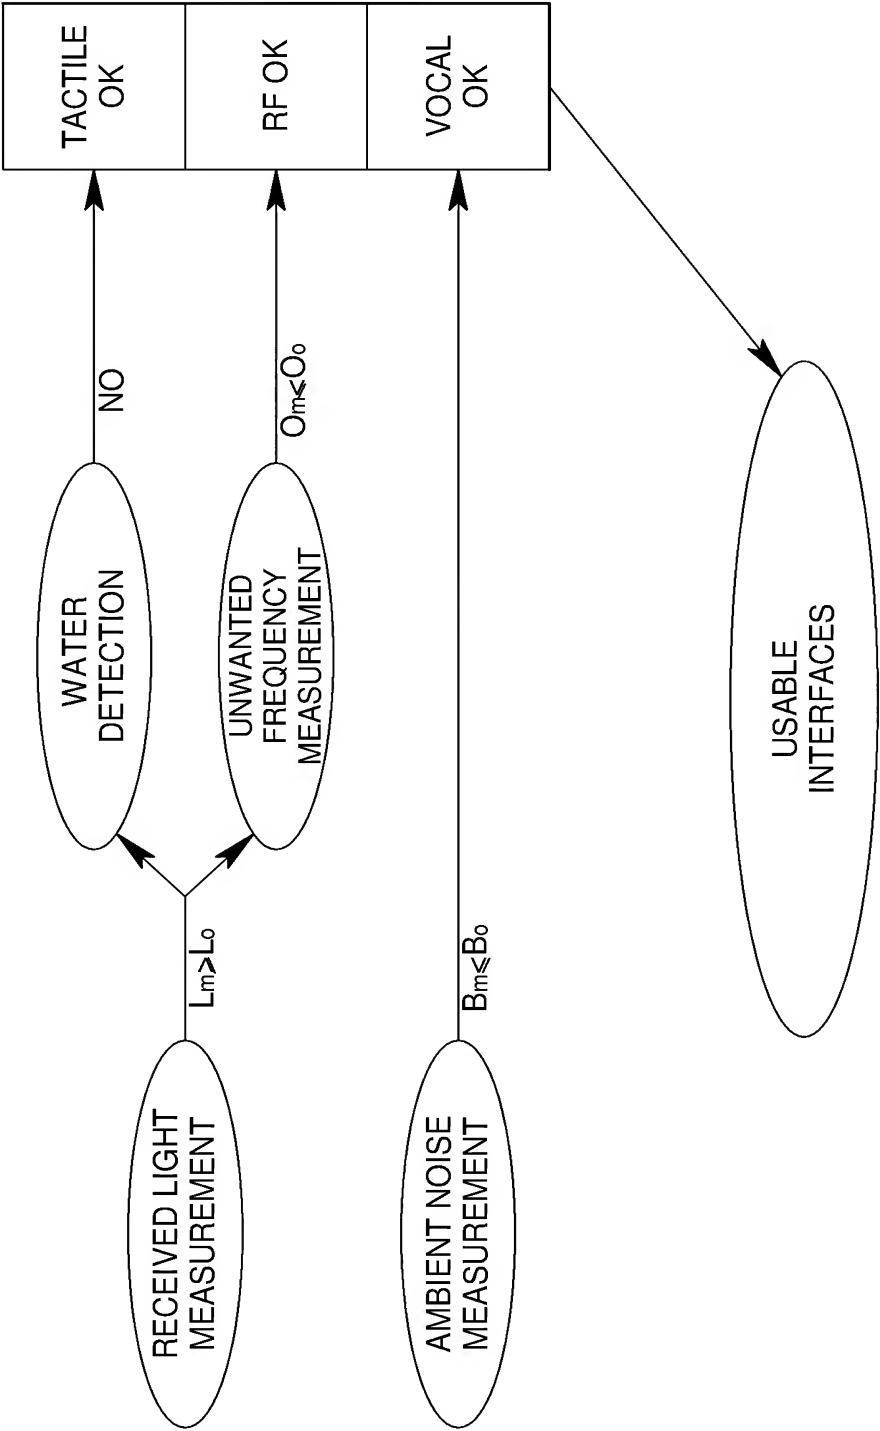 TACTILE
OK
RF OK
VOCAL
OK
NO
Om⩽Oo
WATER
DETECTION
UNWANTED
FREQUENCY
MEASUREMENT
Lm⩾Lo
Bm⩽Bo
RECEIVED LIGHT
MEASUREMENT
AMBIENT NOISE
MEASUREMENT
USABLE
INTERFACES